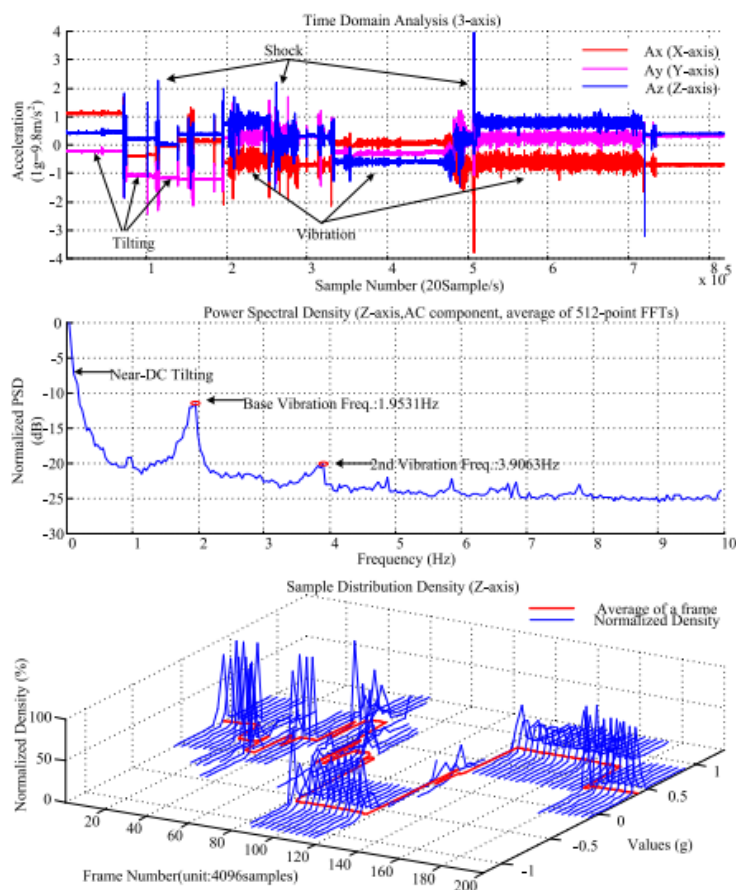 Time Domain Analysis (3-axis)
4
3
2
1
0
-1
-2
-3
-4
Acceleration
(1g=9.8m/s²)
Shock
Ax (X-axis)
Ay (Y-axis)
Az (Z-axis)
Tilting
Vibration
1 2 3 4 5 6 7 8
x 10⁵
Sample Number (20Sample/s)
Power Spectral Density (Z-axis,AC component, average of 512-point FFTs)
0
-5
-10
-15
-20
-25
-30
Normalized PSD
(dB)
Near-DC Tilting
Base Vibration Freq.:1.9531Hz
2nd Vibration Freq.:3.9063Hz
0 1 2 3 4 5 6 7 8 9 10
Frequency (Hz)
Sample Distribution Density (Z-axis)
Average of a frame
Normalized Density
Normalized Density (%)
100
50
0
20 40 60 80 100 120 140 160 180 200
Frame Number(unit:4096samples)
-1
-0.5
0
0.5
1
Values (g)